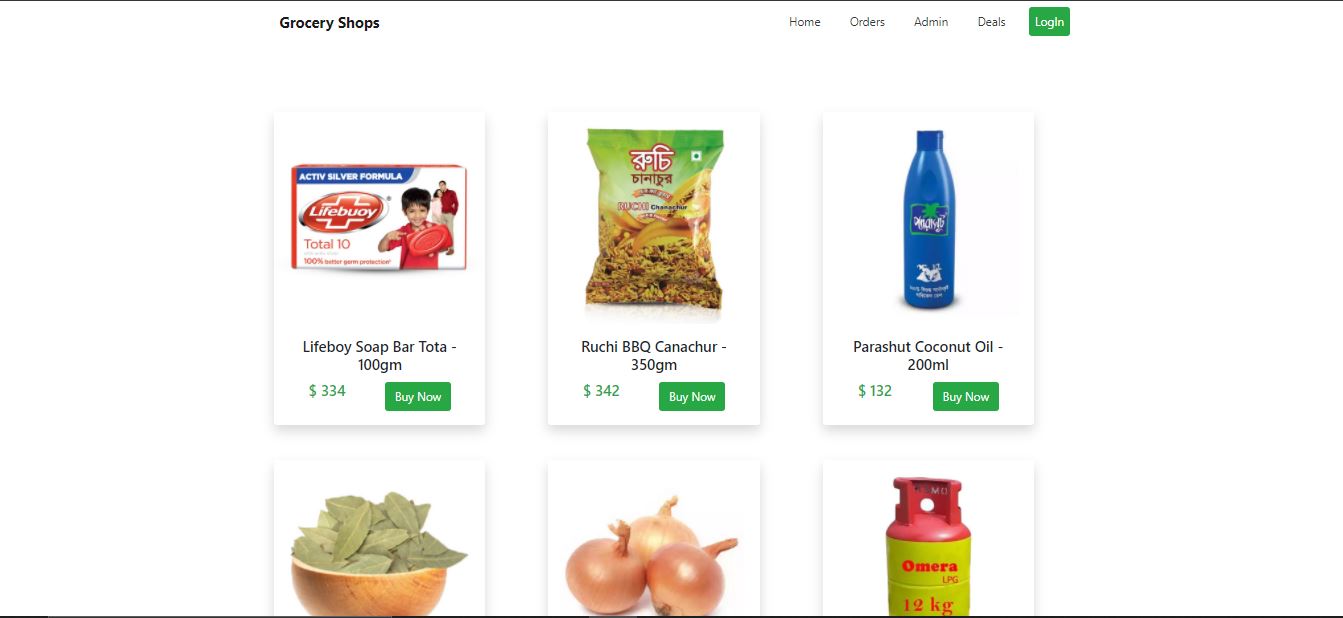 Grocery Shops
Home Orders Admin Deals LogIn
ACTIV SILVER FORMULA
Lifebuoy
Total 10
100% better germ protection*
রুচি
চানাচুর
RUCHI Chanachur
প্যারাসুট
Lifeboy Soap Bar Tota -
100gm
$ 334 Buy Now
Ruchi BBQ Canachur -
350gm
$ 342 Buy Now
Parashut Coconut Oil -
200ml
$ 132 Buy Now
Omera
LPG
12 kg